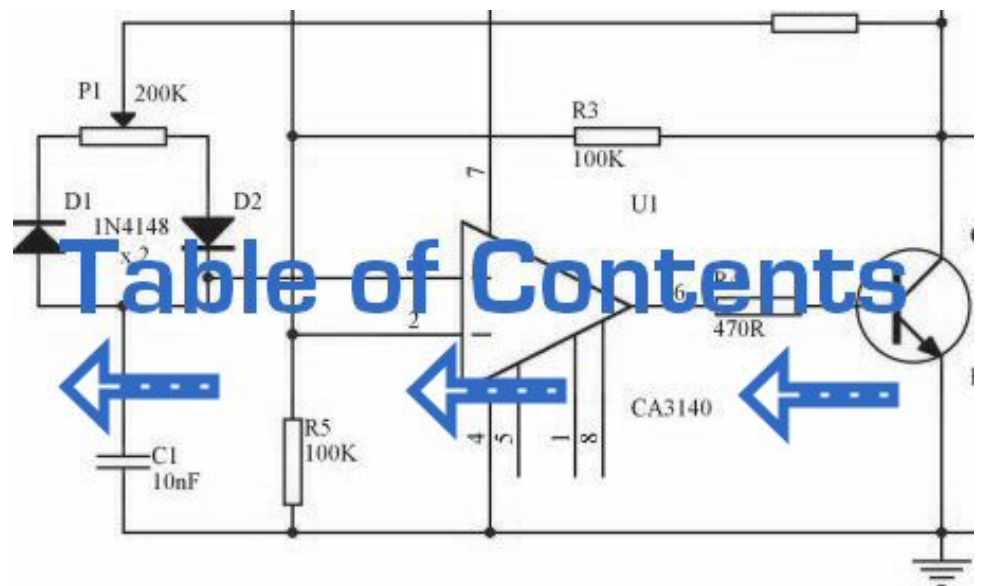 P1 200K
R3
100K
7
D1 D2
1N4148
x 2
U1
Table of Contents
6
2
470R
CA3140
R5
100K
4 5 1 8
C1
10nF